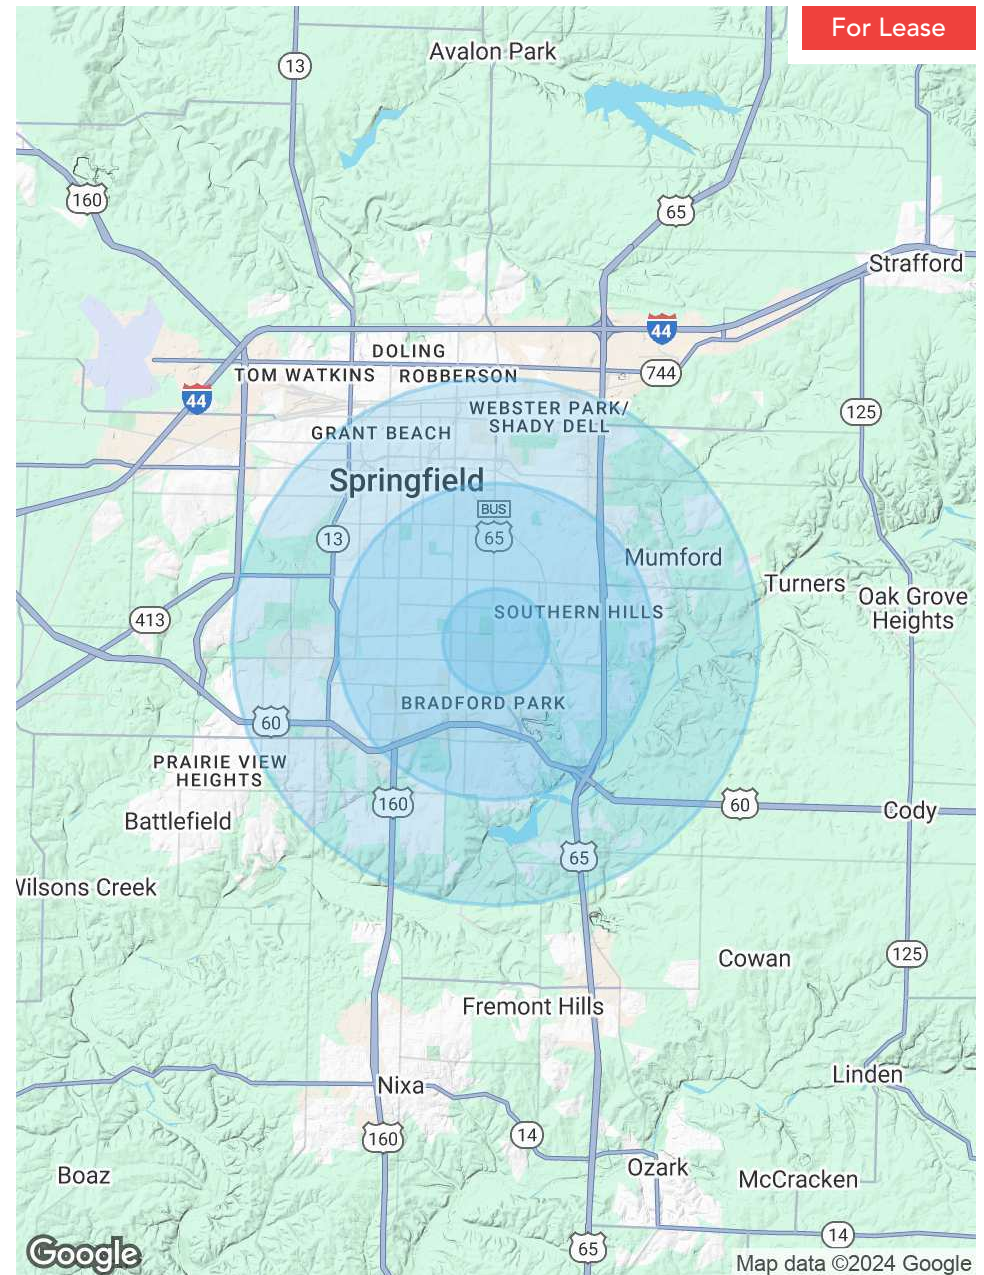 For Lease
Avalon Park
13
160
65
Strafford
44
DOLING
TOM WATKINS
ROBBERSON
744
44
WEBSTER PARK/
SHADY DELL
125
GRANT BEACH
Springfield
BUS
65
13
Mumford
Turners
Oak Grove
Heights
413
SOUTHERN HILLS
BRADFORD PARK
60
PRAIRIE VIEW
HEIGHTS
160
60
Battlefield
Cody
65
Wilsons Creek
Cowan
125
Fremont Hills
Linden
Nixa
160
14
Boaz
Ozark
McCracken
14
65
Google
Map data ©2024 Google